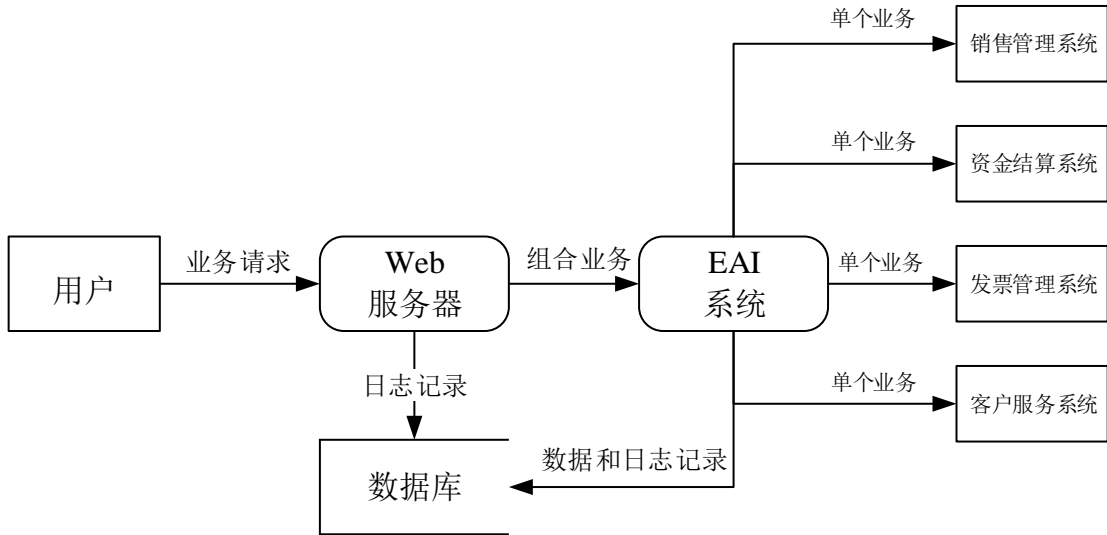 单个业务
销售管理系统
单个业务
资金结算系统
用户
业务请求
Web
服务器
组合业务
EAI
系统
单个业务
发票管理系统
日志记录
单个业务
客户服务系统
数据库
数据和日志记录